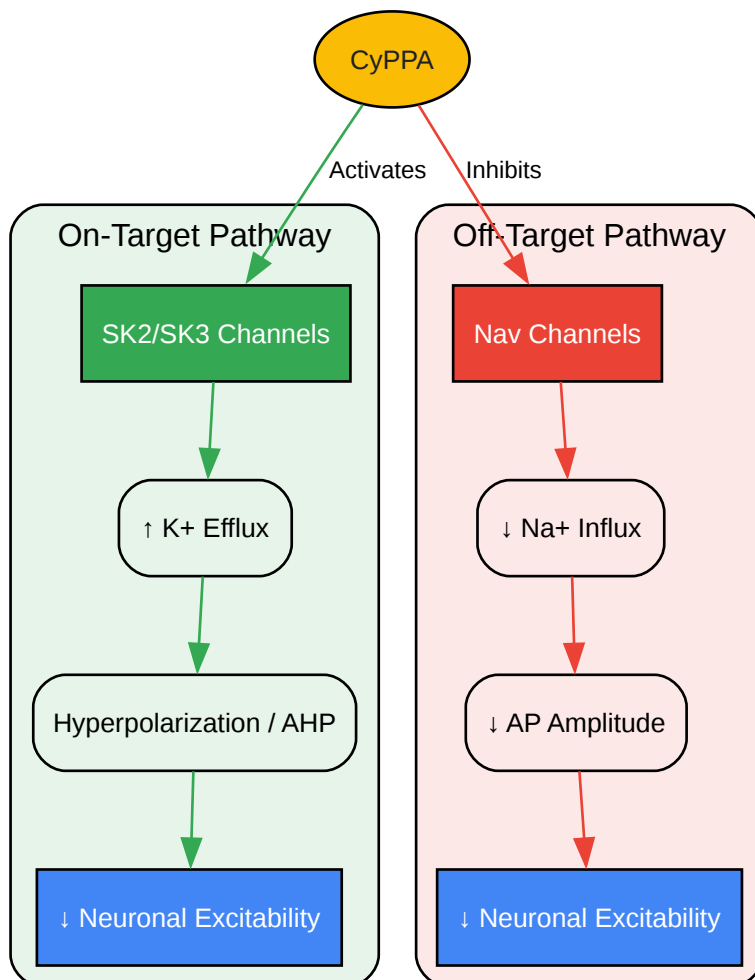 CyPPA
Activates
Inhibits
On-Target Pathway
SK2/SK3 Channels
↑ K+ Efflux
Hyperpolarization / AHP
↓ Neuronal Excitability
Off-Target Pathway
Nav Channels
↓ Na+ Influx
↓ AP Amplitude
↓ Neuronal Excitability